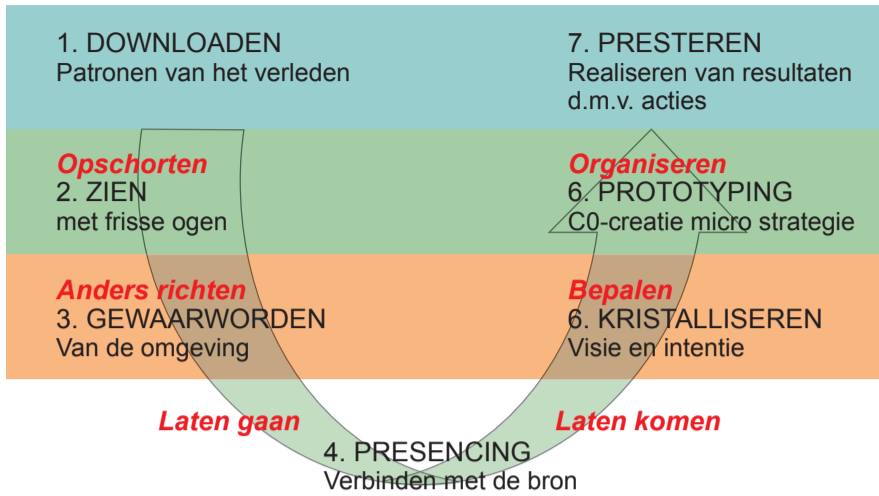 1. DOWNLOADEN
Patronen van het verleden
7. PRESTEREN
Realiseren van resultaten
d.m.v. acties
Opschorten
2. ZIEN
met frisse ogen
Organiseren
6. PROTOTYPING
C0-creatie micro strategie
Anders richten
3. GEWAARWORDEN
Van de omgeving
Bepalen
6. KRISTALLISEREN
Visie en intentie
Laten gaan
Laten komen
4. PRESENCING
Verbinden met de bron